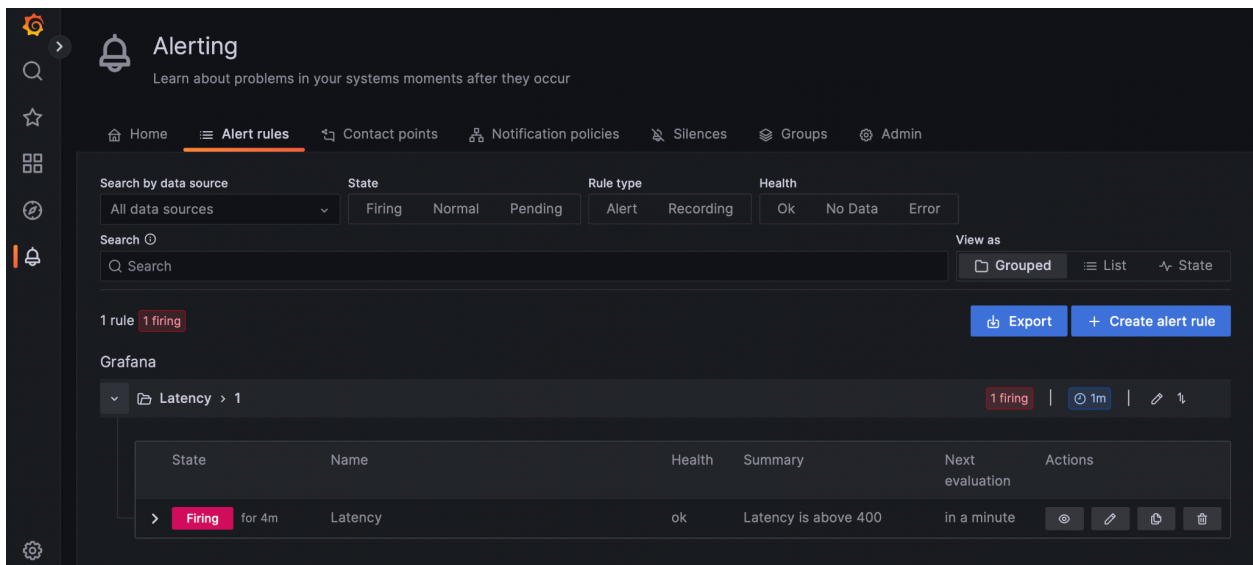 Alerting
Learn about problems in your systems moments after they occur
Home Alert rules Contact points Notification policies Silences Groups Admin
Search by data source State Rule type Health
All data sources Firing Normal Pending Alert Recording Ok No Data Error
Search View as
Search Grouped List State
1 rule 1 firing Export + Create alert rule
Grafana
Latency > 1 1 firing | 1m |
State Name Health Summary Next evaluation Actions
Firing for 4m Latency ok Latency is above 400 in a minute